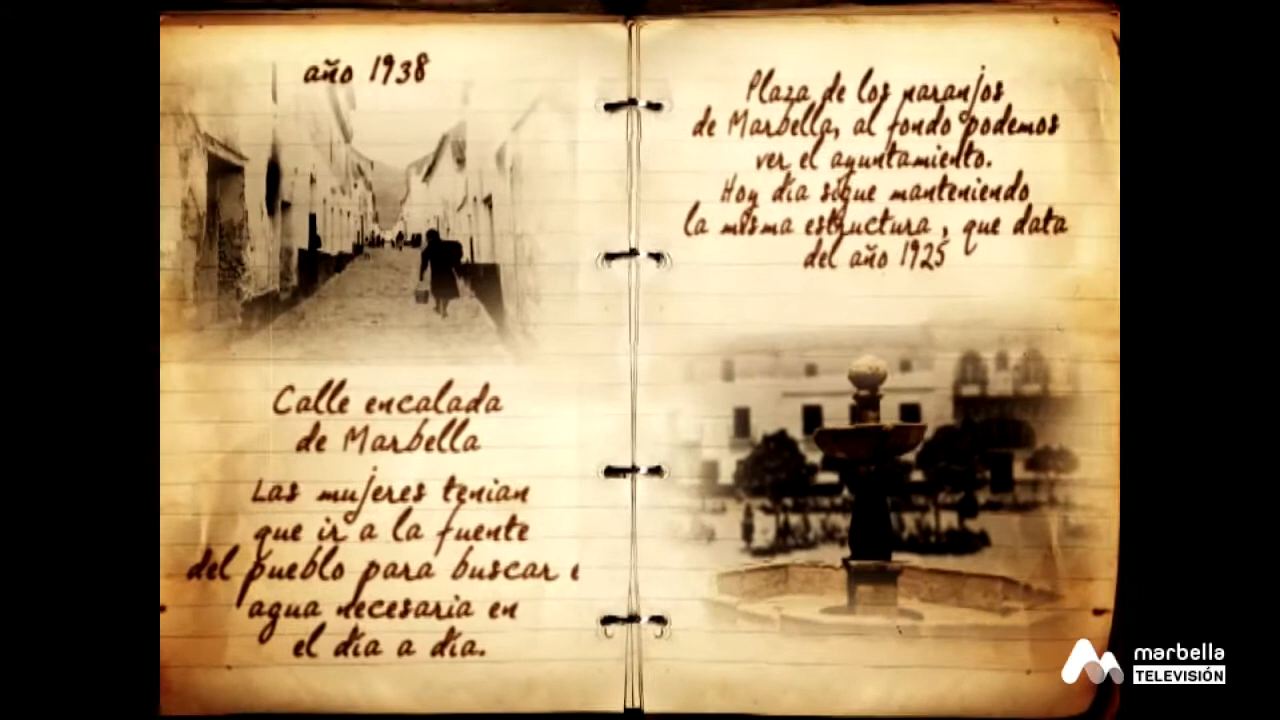 año 1938
Calle encalada
de Marbella
Las mujeres tenian
que ir a la fuente
del pueblo para buscar
agua necesaria en
el día a día.
Plaza de los naranjos
de Marbella, al fondo podemos
ver el ayuntamiento.
Hoy día sigue manteniendo
la misma estructura, que data
del año 1925
marbella
TELEVISIÓN